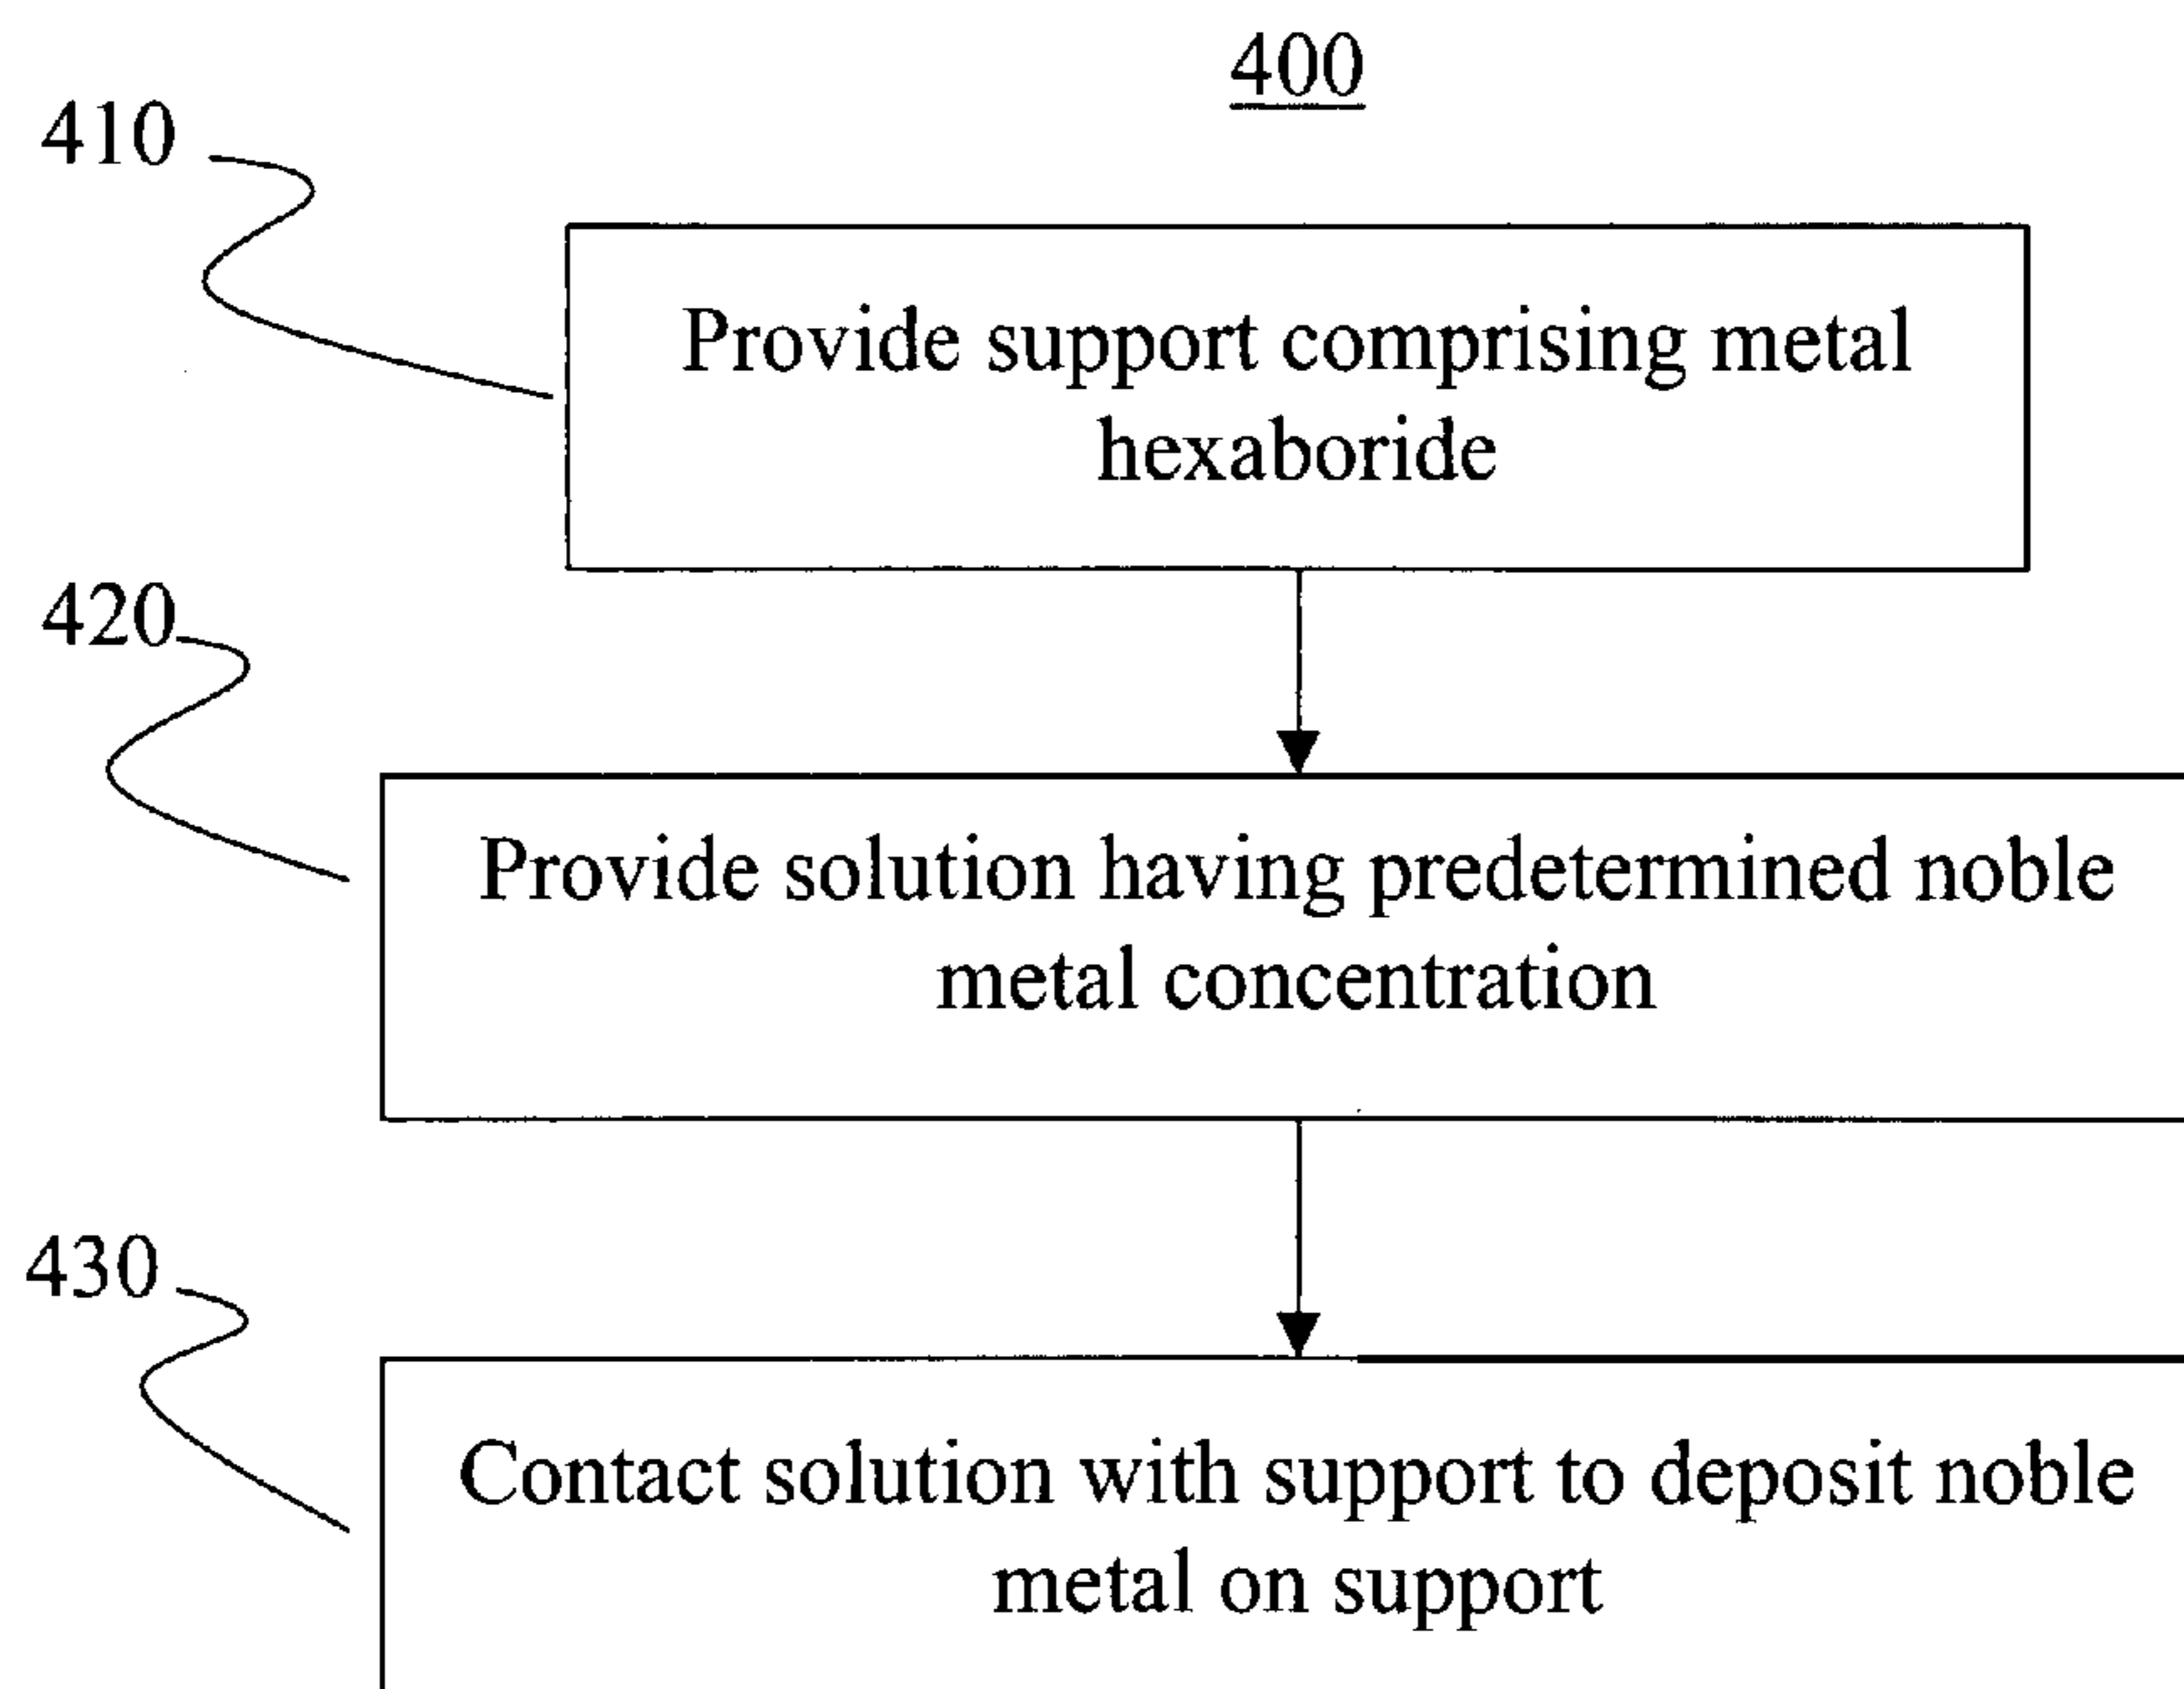 400
410
Provide support comprising metal
hexaboride
420
Provide solution having predetermined noble
metal concentration
430
Contact solution with support to deposit noble
metal on support